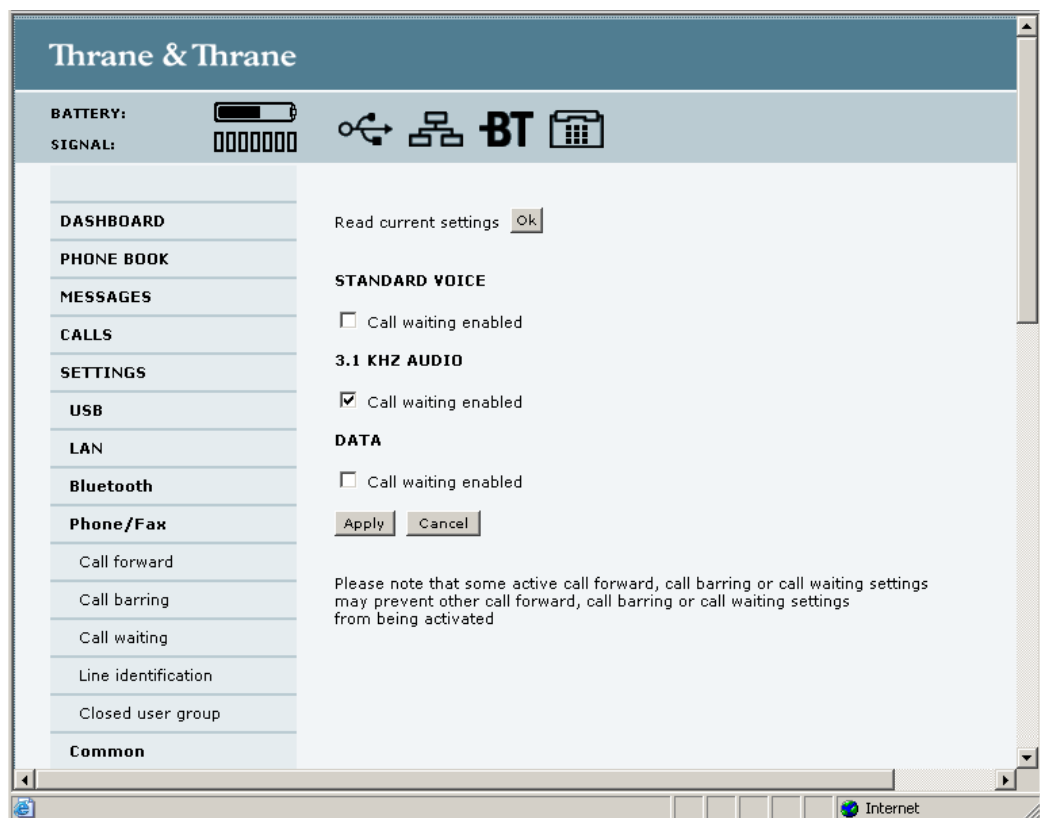 Thrane & Thrane
BATTERY:
SIGNAL:
BT
DASHBOARD
PHONE BOOK
MESSAGES
CALLS
SETTINGS
USB
LAN
Bluetooth
Phone/Fax
Call forward
Call barring
Call waiting
Line identification
Closed user group
Common
Read current settings Ok
STANDARD VOICE
Call waiting enabled
3.1 KHZ AUDIO
Call waiting enabled
DATA
Call waiting enabled
Apply Cancel
Please note that some active call forward, call barring or call waiting settings
may prevent other call forward, call barring or call waiting settings
from being activated
Internet